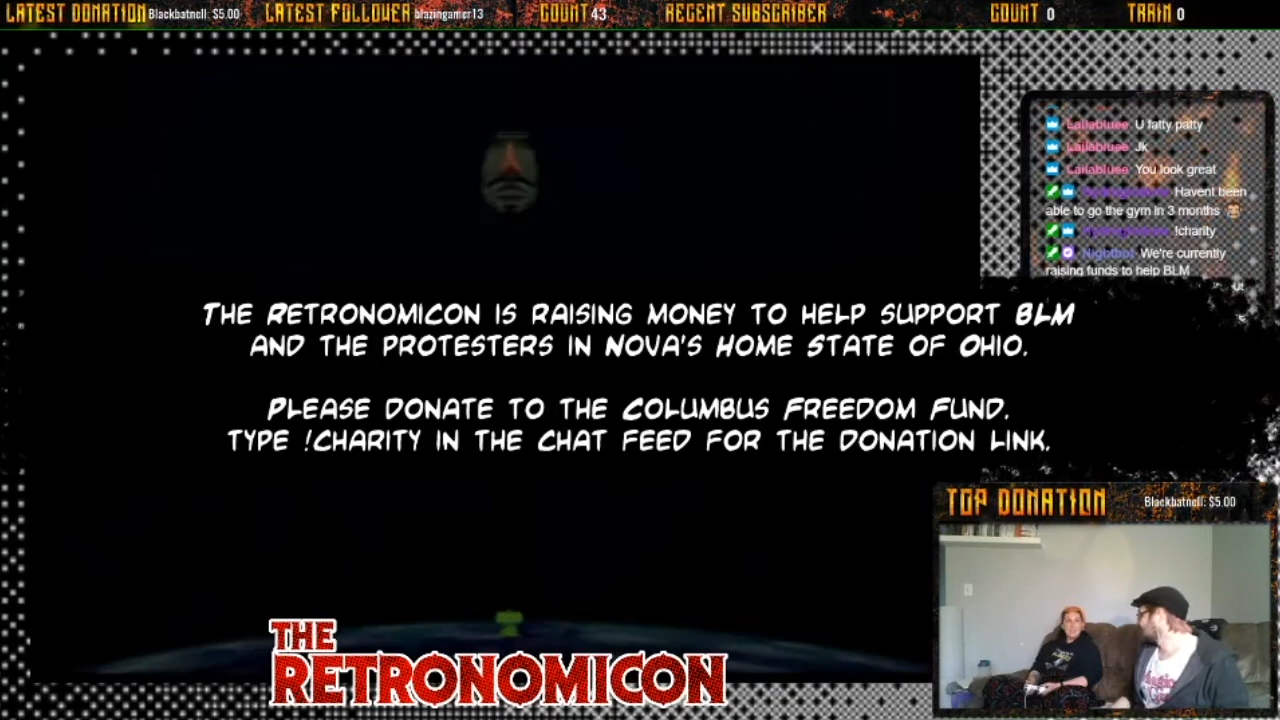 LATEST DONATION Blackbatnell: $5.00 LATEST FOLLOWER blazingamer13 COUNT 43 RECENT SUBSCRIBER COUNT 0 TRAIN 0
Lailabluee U fatty patty
Lailabluee Jk
Lailabluee You look great
Havent been
able to go the gym in 3 months
!charity
Nightbot We're currently
raising funds to help BLM
THE RETRONOMICON IS RAISING MONEY TO HELP SUPPORT BLM
AND THE PROTESTERS IN NOVA'S HOME STATE OF OHIO.
PLEASE DONATE TO THE COLUMBUS FREEDOM FUND.
TYPE !CHARITY IN THE CHAT FEED FOR THE DONATION LINK.
TOP DONATION Blackbatnell: $5.00
THE
RETRONOMICON